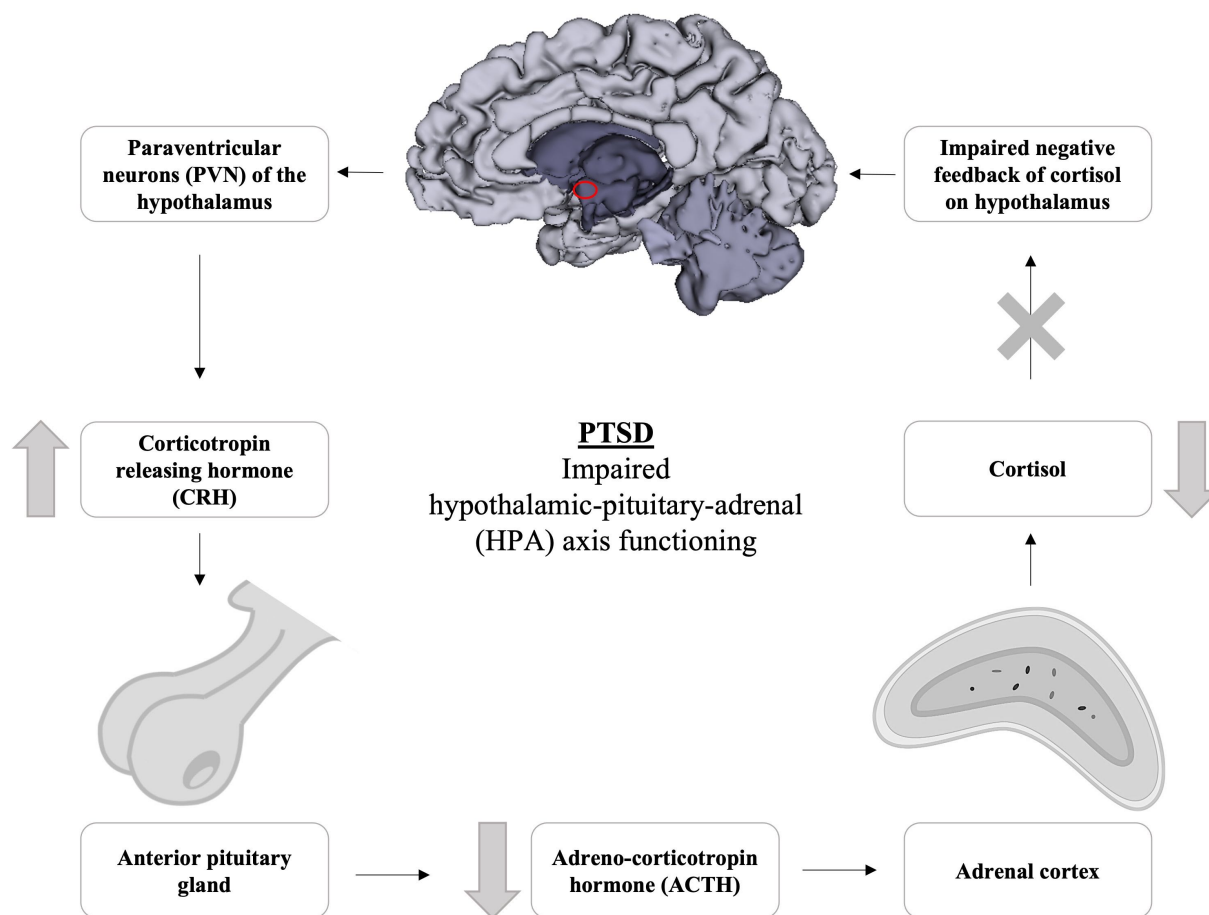 Paraventricular
neurons (PVN) of the
hypothalamus
Impaired negative
feedback of cortisol
on hypothalamus
Corticotropin
releasing hormone
(CRH)
PTSD
Impaired
hypothalamic-pituitary-adrenal
(HPA) axis functioning
Cortisol
Anterior pituitary
gland
Adreno-corticotropin
hormone (ACTH)
Adrenal cortex